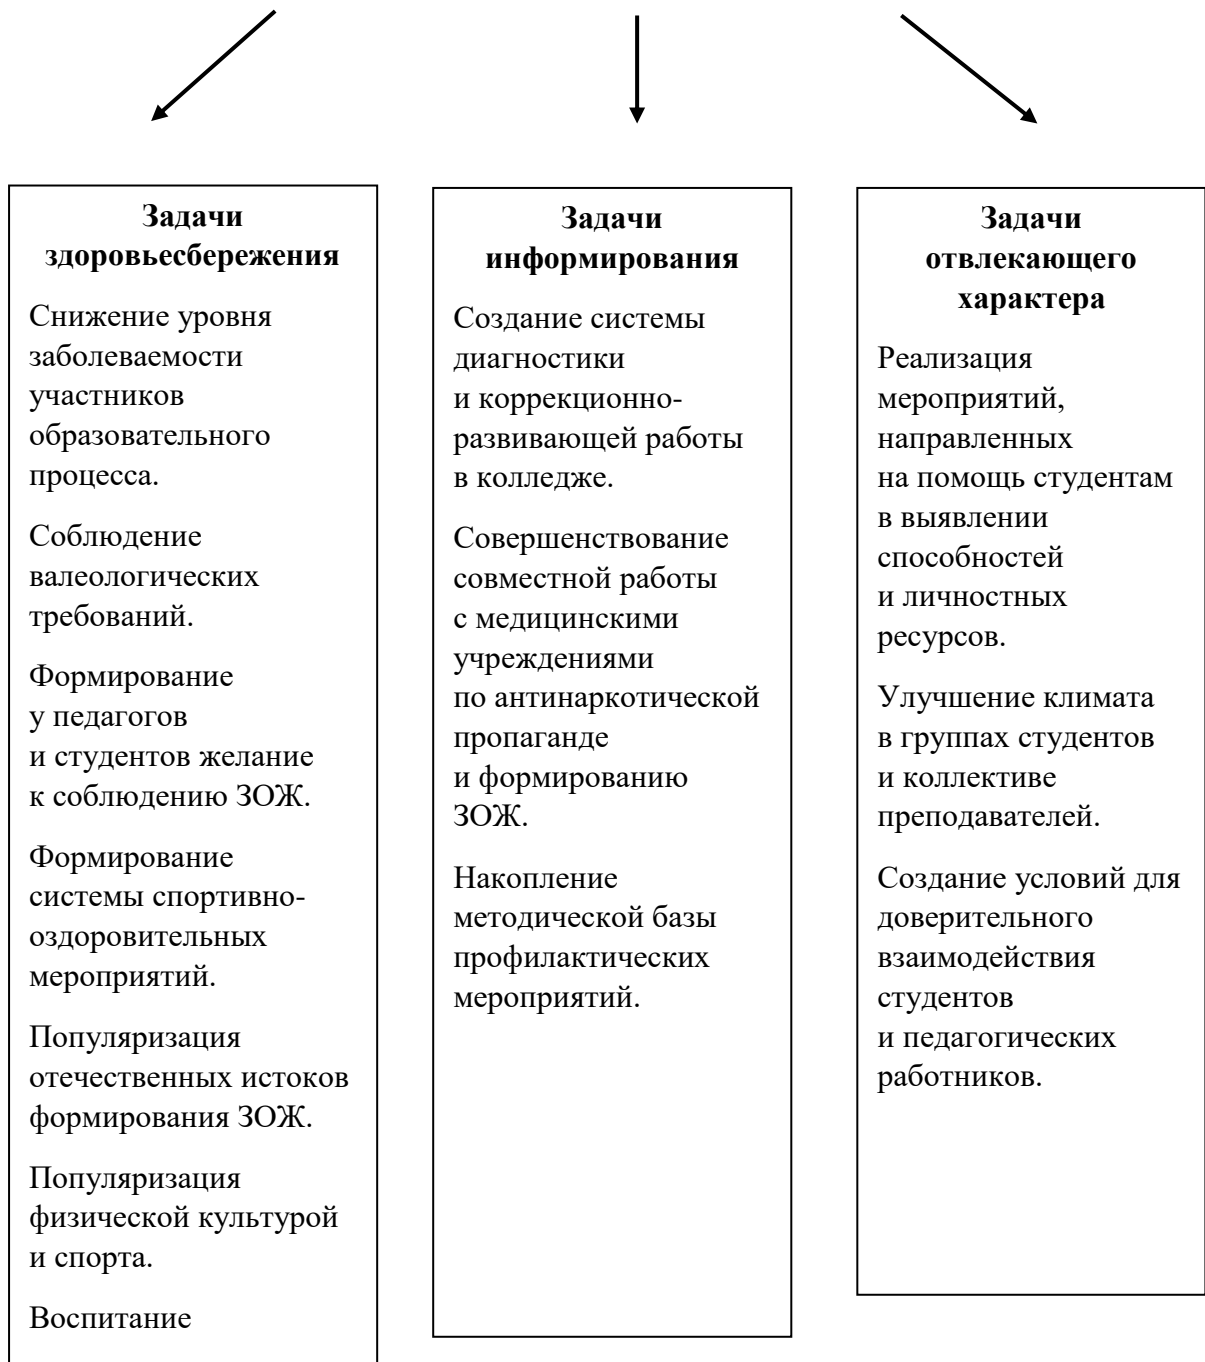 Задачи
здоровьесбережения
Снижение уровня
заболеваемости
участников
образовательного
процесса.
Соблюдение
валеологических
требований.
Формирование
у педагогов
и студентов желание
к соблюдению ЗОЖ.
Формирование
системы спортивно-
оздоровительных
мероприятий.
Популяризация
отечественных истоков
формирования ЗОЖ.
Популяризация
физической культурой
и спорта.
Воспитание
Задачи
информирования
Создание системы
диагностики
и коррекционно-
развивающей работы
в колледже.
Совершенствование
совместной работы
с медицинскими
учреждениями
по антинаркотической
пропаганде
и формированию
ЗОЖ.
Накопление
методической базы
профилактических
мероприятий.
Задачи
отвлекающего
характера
Реализация
мероприятий,
направленных
на помощь студентам
в выявлении
способностей
и личностных
ресурсов.
Улучшение климата
в группах студентов
и коллективе
преподавателей.
Создание условий для
доверительного
взаимодействия
студентов
и педагогических
работников.